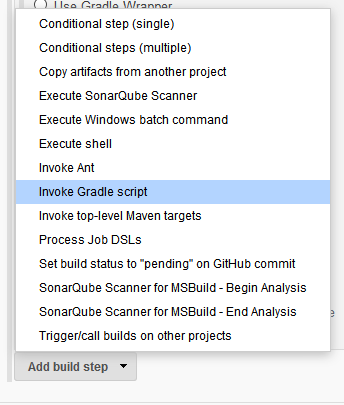 Use Gradle Wrapper
Conditional step (single)
Conditional steps (multiple)
Copy artifacts from another project
Execute SonarQube Scanner
Execute Windows batch command
Execute shell
Invoke Ant
Invoke Gradle script
Invoke top-level Maven targets
Process Job DSLs
Set build status to "pending" on GitHub commit
SonarQube Scanner for MSBuild - Begin Analysis
SonarQube Scanner for MSBuild - End Analysis
Trigger/call builds on other projects
Add build step